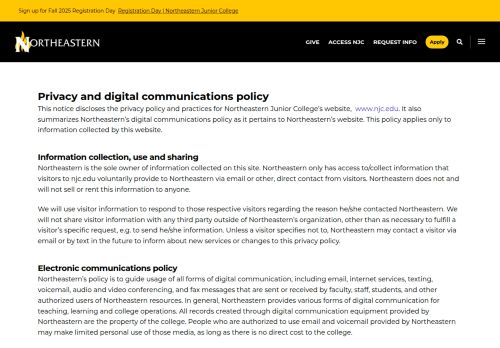 Sign up for Fall 2025 Registration Day Registration Day | Northeastern Junior College
NORTHEASTERN
GIVE ACCESS NJC REQUEST INFO Apply
Privacy and digital communications policy
This notice discloses the privacy policy and practices for Northeastern Junior College's website, www.njc.edu. It also
summarizes Northeastern's digital communications policy as it pertains to Northeastern's website. This policy applies only to
information collected by this website.
Information collection, use and sharing
Northeastern is the sole owner of information collected on this site. Northeastern only has access to/collect information that
visitors to njc.edu voluntarily provide to Northeastern via email or other, direct contact from visitors. Northeastern does not and
will not sell or rent this information to anyone.
We will use visitor information to respond to those respective visitors regarding the reason he/she contacted Northeastern. We
will not share visitor information with any third party outside of Northeastern's organization, other than as necessary to fulfill a
visitor's specific request, e.g. to send he/she information. Unless a visitor specifies not to, Northeastern may contact a visitor via
email or by text in the future to inform about new services or changes to this privacy policy.
Electronic communications policy
Northeastern's policy is to guide usage of all forms of digital communication; including email, internet services, texting,
voicemail, audio and video conferencing, and fax messages that are sent or received by faculty, staff, students, and other
authorized users of Northeastern resources. In general, Northeastern provides various forms of digital communication for
teaching, learning and college operations. All records created through digital communication equipment provided by
Northeastern are the property of the college. People who are authorized to use email and voicemail provided by Northeastern
may make limited personal use of those media, as long as there is no direct cost to the college.